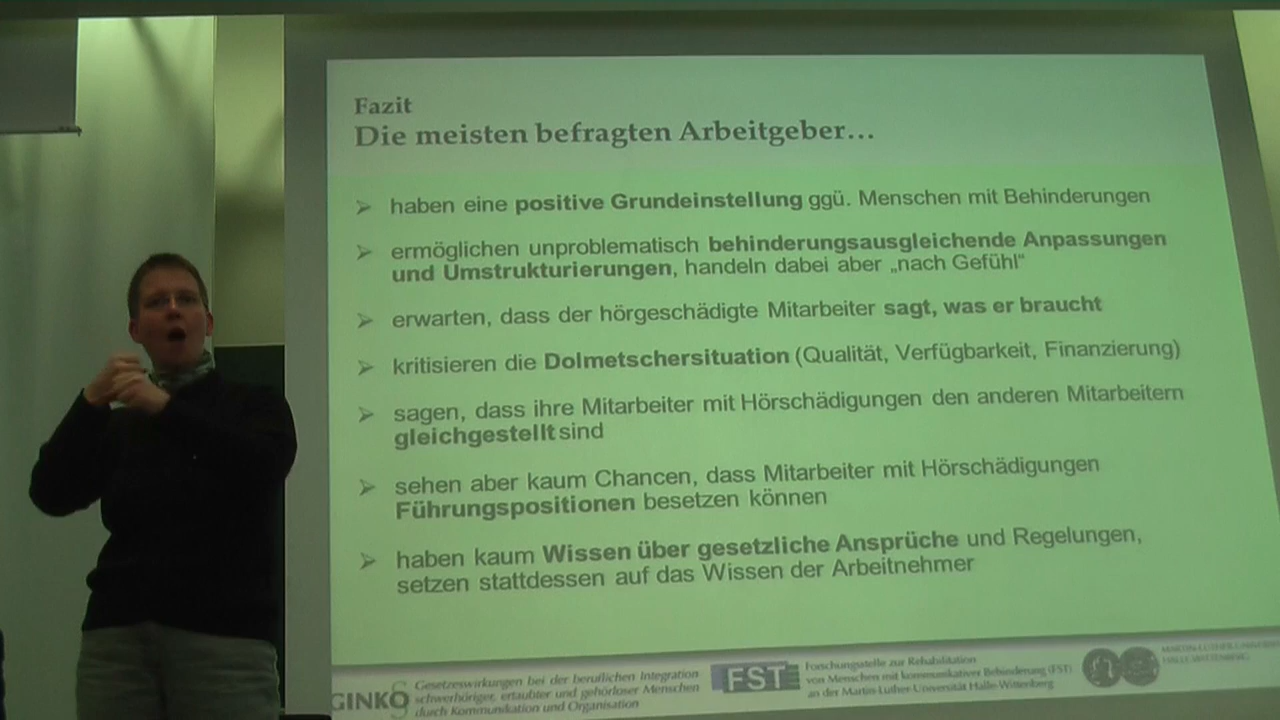 Fazit
Die meisten befragten Arbeitgeber…
➢ haben eine positive Grundeinstellung ggü. Menschen mit Behinderungen
➢ ermöglichen unproblematisch behinderungsausgleichende Anpassungen
und Umstrukturierungen, handeln dabei aber „nach Gefühl“
➢ erwarten, dass der hörgeschädigte Mitarbeiter sagt, was er braucht
➢ kritisieren die Dolmetschersituation (Qualität, Verfügbarkeit, Finanzierung)
➢ sagen, dass ihre Mitarbeiter mit Hörschädigungen den anderen Mitarbeitern
gleichgestellt sind
➢ sehen aber kaum Chancen, dass Mitarbeiter mit Hörschädigungen
Führungspositionen besetzen können
➢ haben kaum Wissen über gesetzliche Ansprüche und Regelungen,
setzen stattdessen auf das Wissen der Arbeitnehmer
GINKO
Gesetzeswirkungen bei der beruflichen Integration
schwerhöriger, ertaubter und gehörloser Menschen
durch Kommunikation und Organisation
FST
Forschungsstelle zur Rehabilitation
von Menschen mit kommunikativer Behinderung (FST)
an der Martin-Luther-Universität Halle-Wittenberg
MARTIN-LUTHER-UNIVERSITÄT
HALLE-WITTENBERG